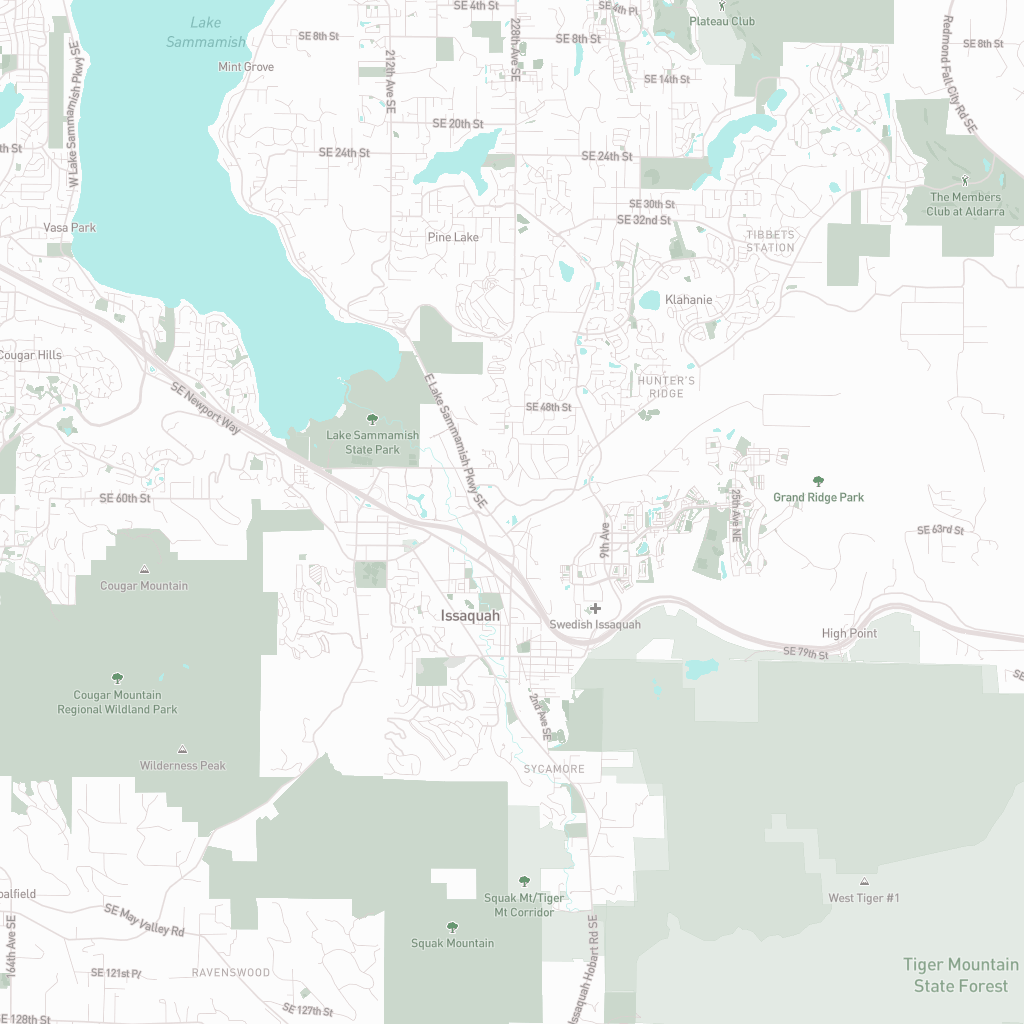 SE 4th St
SE 4th Pl
Plateau Club
Lake
Sammamish
SE 8th St
SE 8th St
SE 8th St
228th Ave SE
212th Ave SE
Redmond Fall City Rd SE
Mint Grove
SE 14th St
W Lake Sammamish Pkwy SE
SE 20th St
SE 24th St
SE 24th St
The Members
Club at Aldarra
SE 30th St
SE 32nd St
Vasa Park
Pine Lake
TIBBETS
STATION
Klahanie
Cougar Hills
SE Newport Way
E Lake Sammamish Pkwy SE
HUNTER'S
RIDGE
SE 48th St
Lake Sammamish
State Park
SE 60th St
Grand Ridge Park
25th Ave NE
9th Ave
SE 63rd St
Cougar Mountain
Issaquah
Swedish Issaquah
High Point
SE 79th St
Cougar Mountain
Regional Wildland Park
2nd Ave SE
Wilderness Peak
SYCAMORE
Squak Mt/Tiger
Mt Corridor
West Tiger #1
SE May Valley Rd
164th Ave SE
Squak Mountain
Issaquah Hobart Rd SE
Tiger Mountain
State Forest
SE 121st Pl
RAVENSWOOD
SE 127th St
SE 128th St